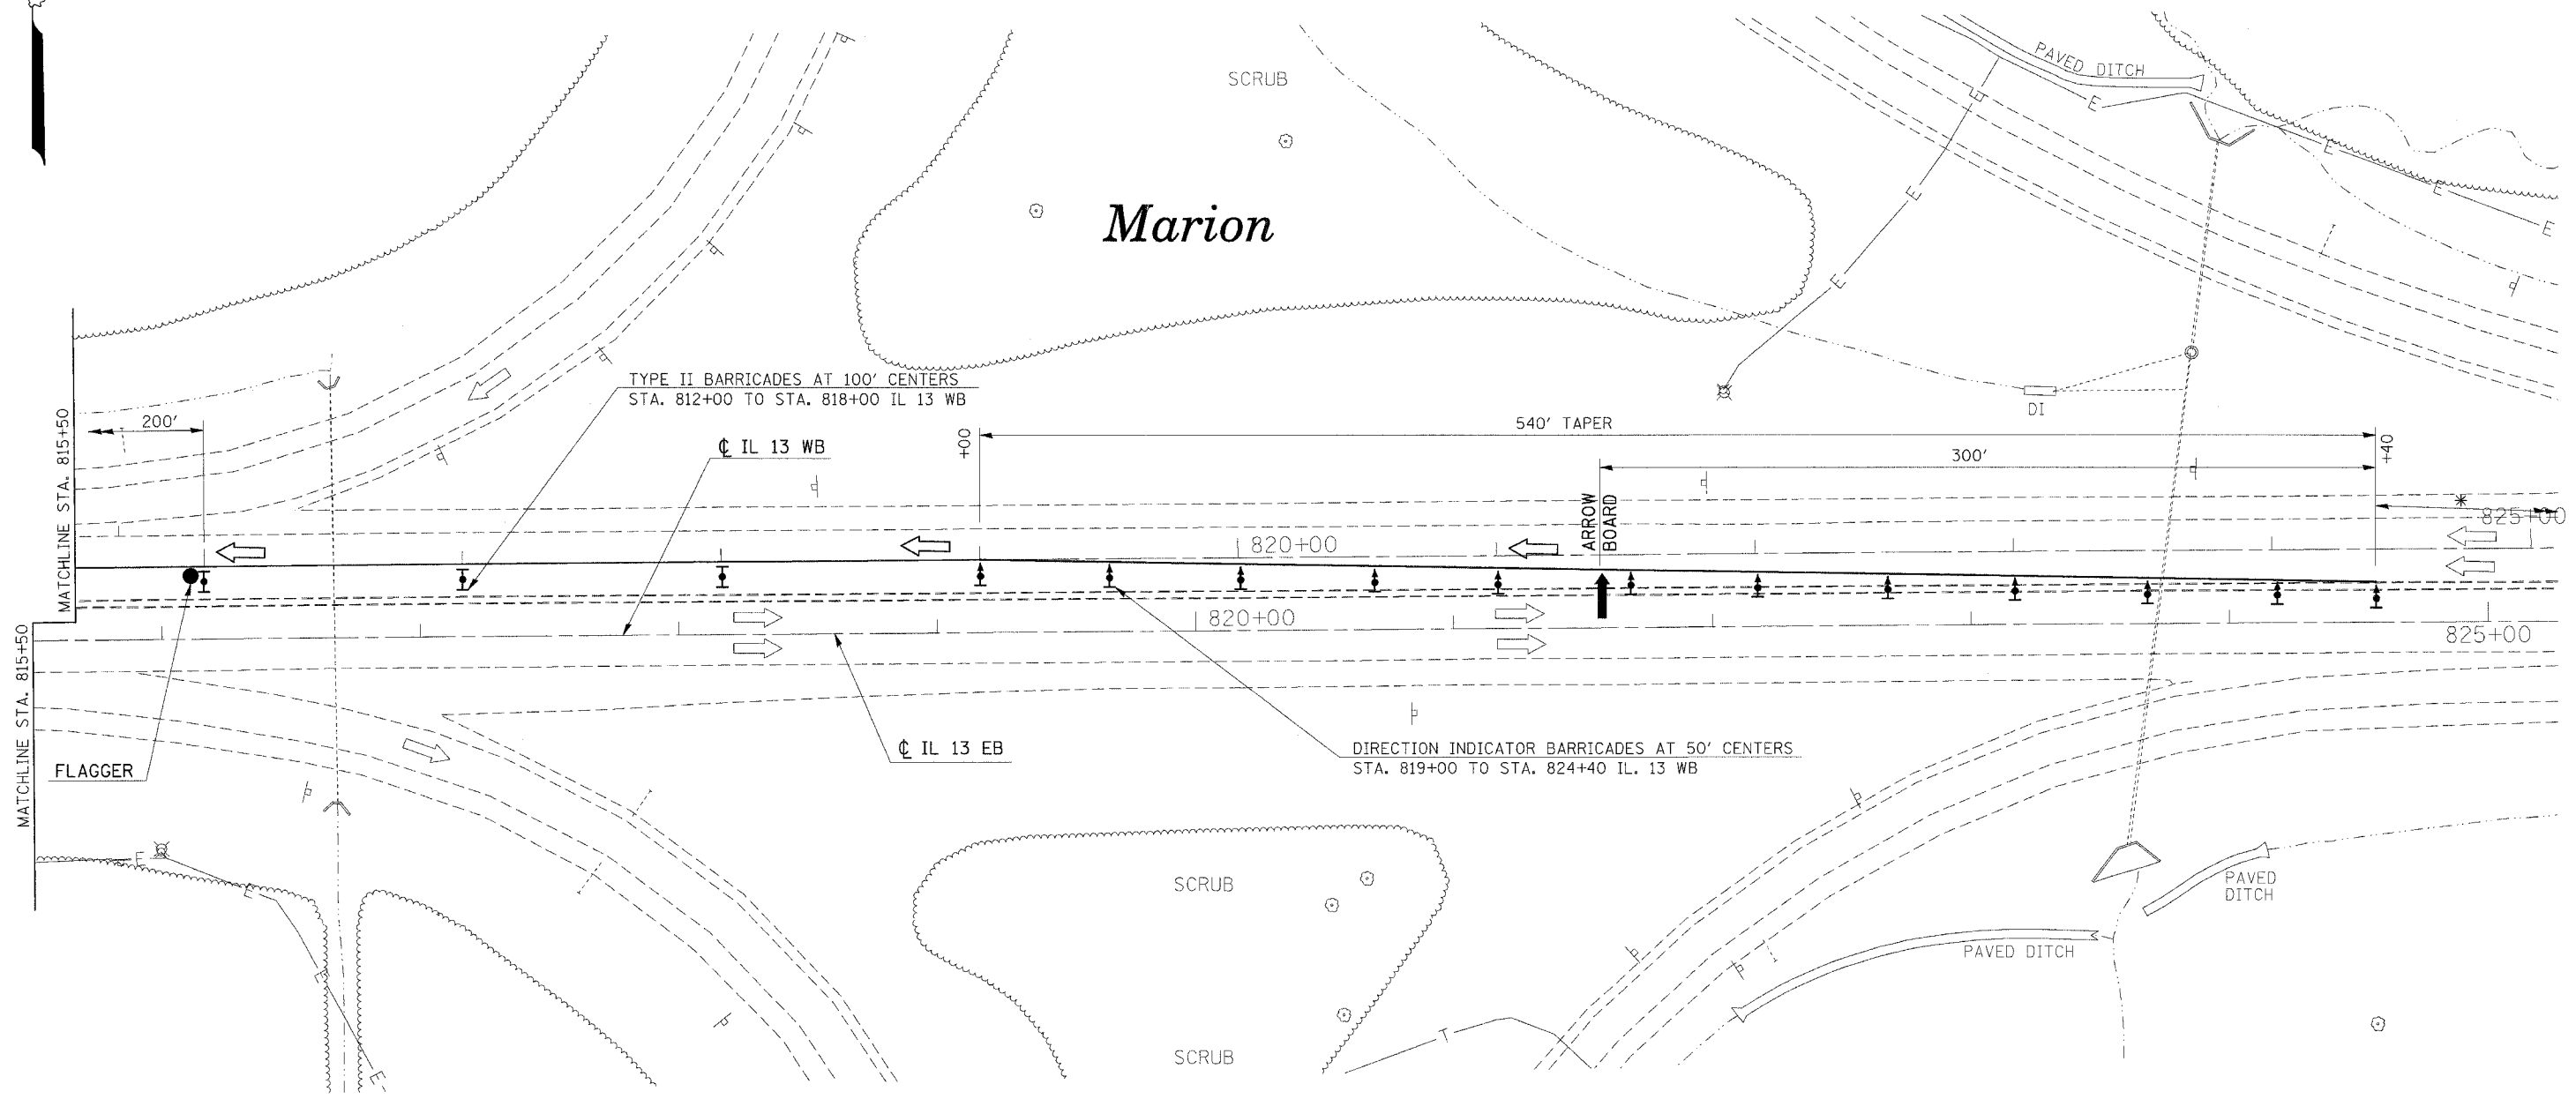 PAVED DITCH
SCRUB
E
E
E
E
E
E
E
E
Marion
TYPE II BARRICADES AT 100' CENTERS
STA. 812+00 TO STA. 818+00 IL 13 WB
DI
200'
540' TAPER
℄ IL 13 WB
+00
+40
300'
MATCHLINE STA. 815+50
ARROW
BOARD
*
825+00
820+00
820+00
825+00
MATCHLINE STA. 815+50
℄ IL 13 EB
DIRECTION INDICATOR BARRICADES AT 50' CENTERS
STA. 819+00 TO STA. 824+40 IL. 13 WB
FLAGGER
E
E
E
E
SCRUB
PAVED
DITCH
PAVED DITCH
T
SCRUB